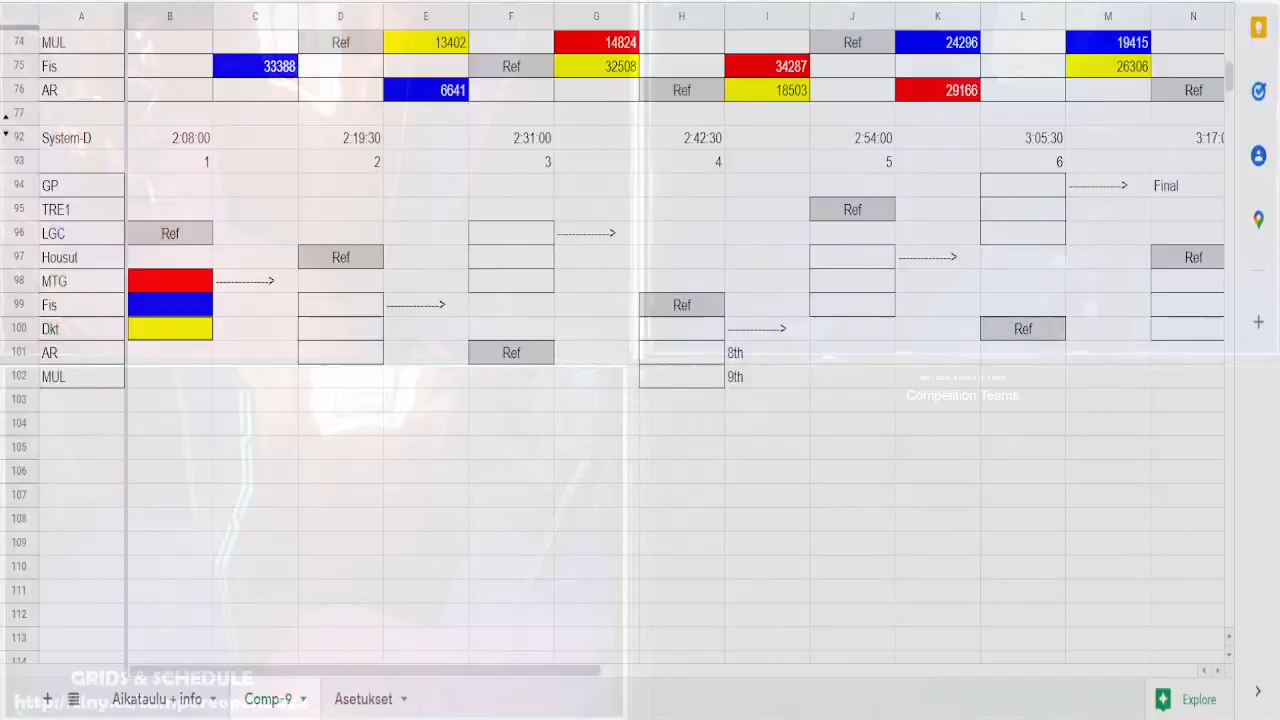 A B C D E F G H I J K L M N
74 MUL Ref 13402 14824 Ref 24296 19415
75 Fis 33388 Ref 32508 34287 26306
76 AR 6641 Ref 18503 29166 Ref
77
92 System-D 2:08:00 2:19:30 2:31:00 2:42:30 2:54:00 3:05:30 3:17:0
93 1 2 3 4 5 6
94 GP --------------> Final
95 TRE1 Ref
96 LGC Ref -------------->
97 Housut Ref --------------> Ref
98 MTG -------------->
99 Fis --------------> Ref
100 Dkt --------------> Ref
101 AR Ref 8th
102 MUL 9th
103 Competition Teams
104
105
106
107
108
109
110
111
112
113
114
GRIDS & SCHEDULE
Aikataulu + info Comp-9 Asetukset Explore